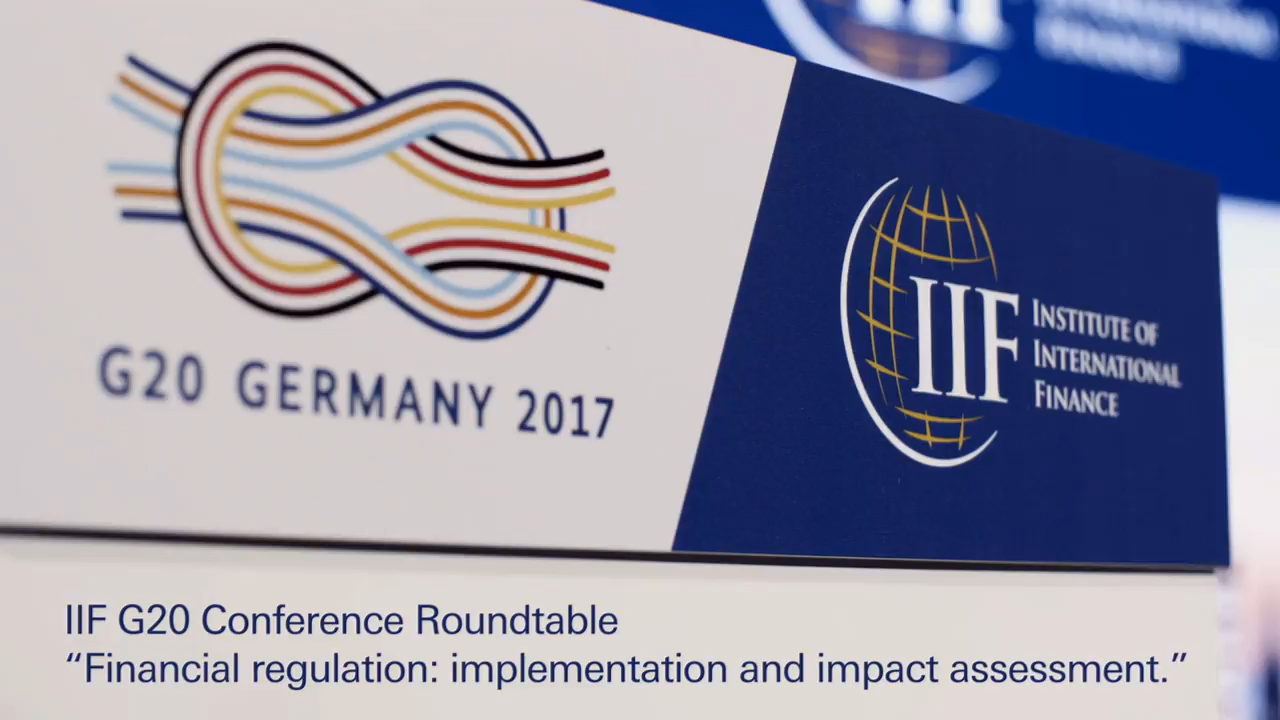 G20 GERMANY 2017
IIF
INSTITUTE OF
INTERNATIONAL
FINANCE
IIF G20 Conference Roundtable
“Financial regulation: implementation and impact assessment.”